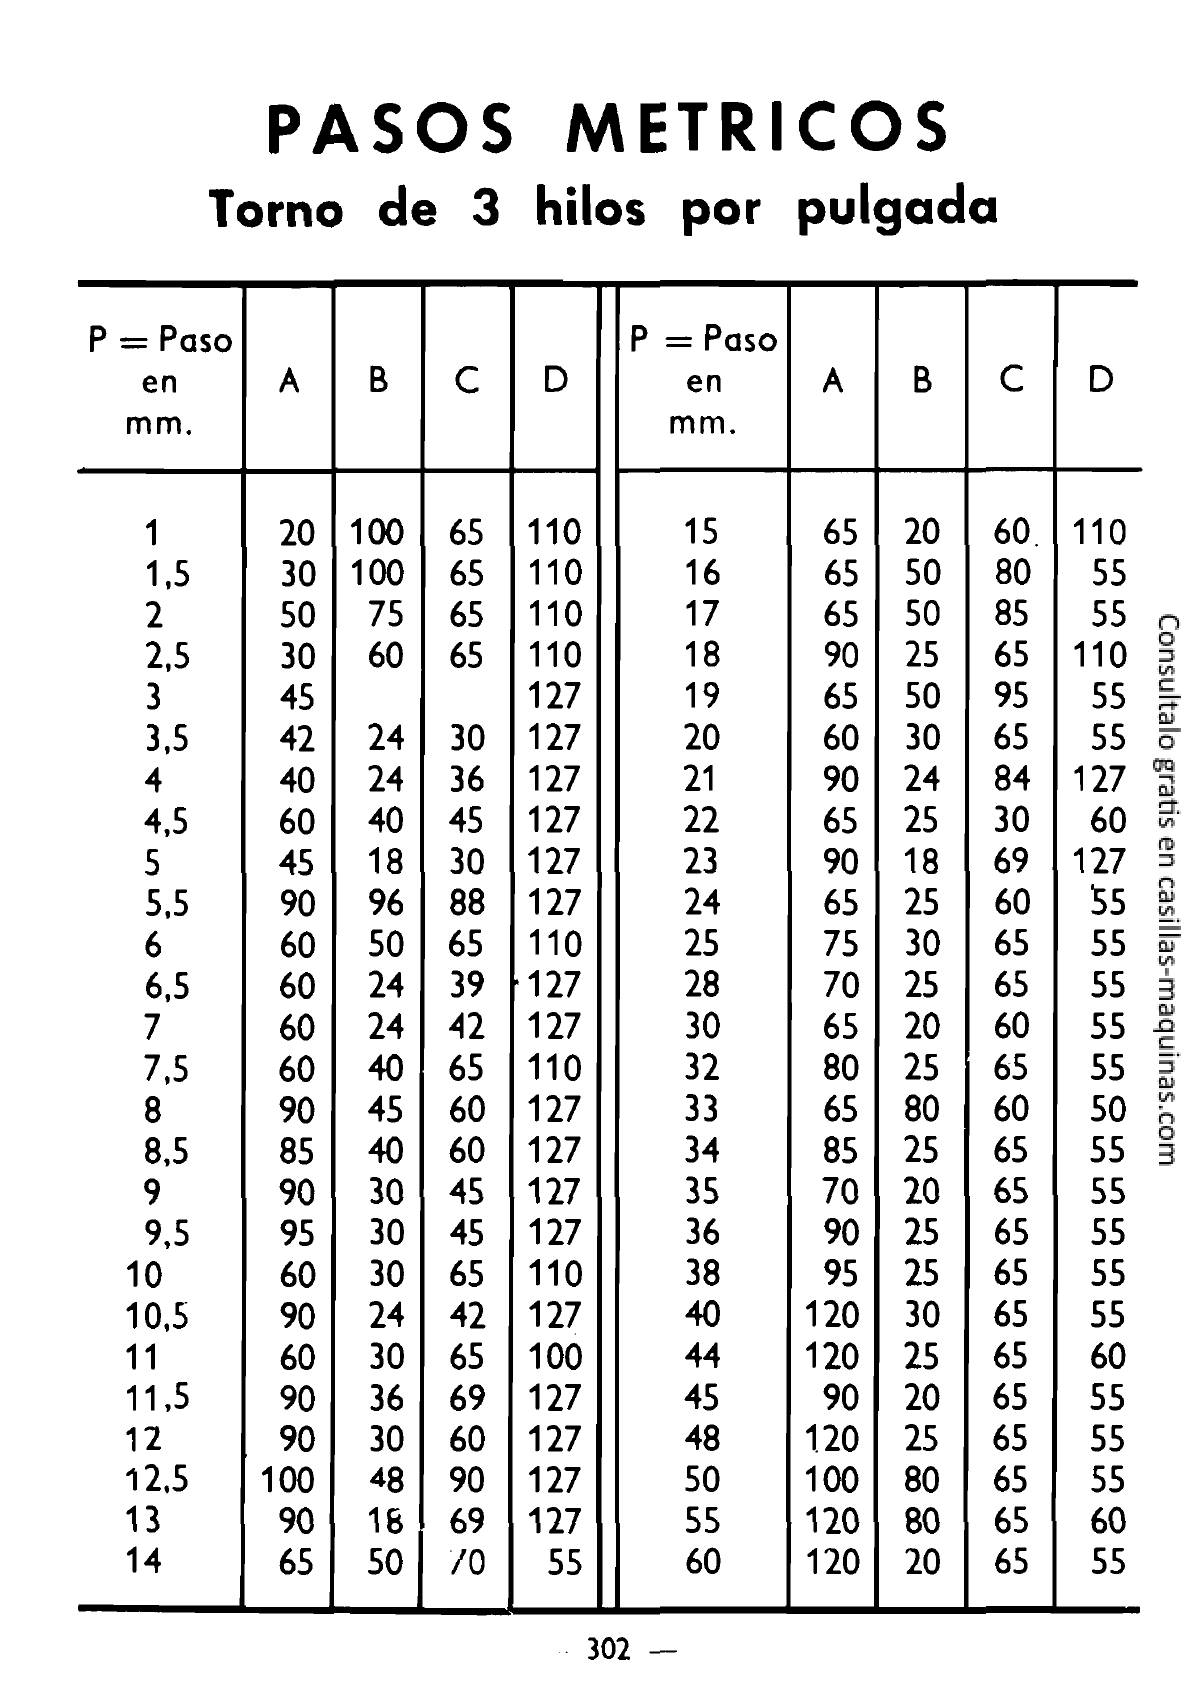 PASOS METRICOS
Torno de 3 hilos por pulgada
P = Paso en mm. A B C D P = Paso en mm. A B C D
1 20 100 65 110 15 65 20 60 110
1,5 30 100 65 110 16 65 50 80 55
2 50 75 65 110 17 65 50 85 55
2,5 30 60 65 110 18 90 25 65 110
3 45 127 19 65 50 95 55
3,5 42 24 30 127 20 60 30 65 55
4 40 24 36 127 21 90 24 84 127
4,5 60 40 45 127 22 65 25 30 60
5 45 18 30 127 23 90 18 69 127
5,5 90 96 88 127 24 65 25 60 55
6 60 50 65 110 25 75 30 65 55
6,5 60 24 39 127 28 70 25 65 55
7 60 24 42 127 30 65 20 60 55
7,5 60 40 65 110 32 80 25 65 55
8 90 45 60 127 33 65 80 60 50
8,5 85 40 60 127 34 85 25 65 55
9 90 30 45 127 35 70 20 65 55
9,5 95 30 45 127 36 90 25 65 55
10 60 30 65 110 38 95 25 65 55
10,5 90 24 42 127 40 120 30 65 55
11 60 30 65 100 44 120 25 65 60
11,5 90 36 69 127 45 90 20 65 55
12 90 30 60 127 48 120 25 65 55
12,5 100 48 90 127 50 100 80 65 55
13 90 18 69 127 55 120 80 65 60
14 65 50 70 55 60 120 20 65 55
302 —
Consultalo gratis en casillas-maquinas.com